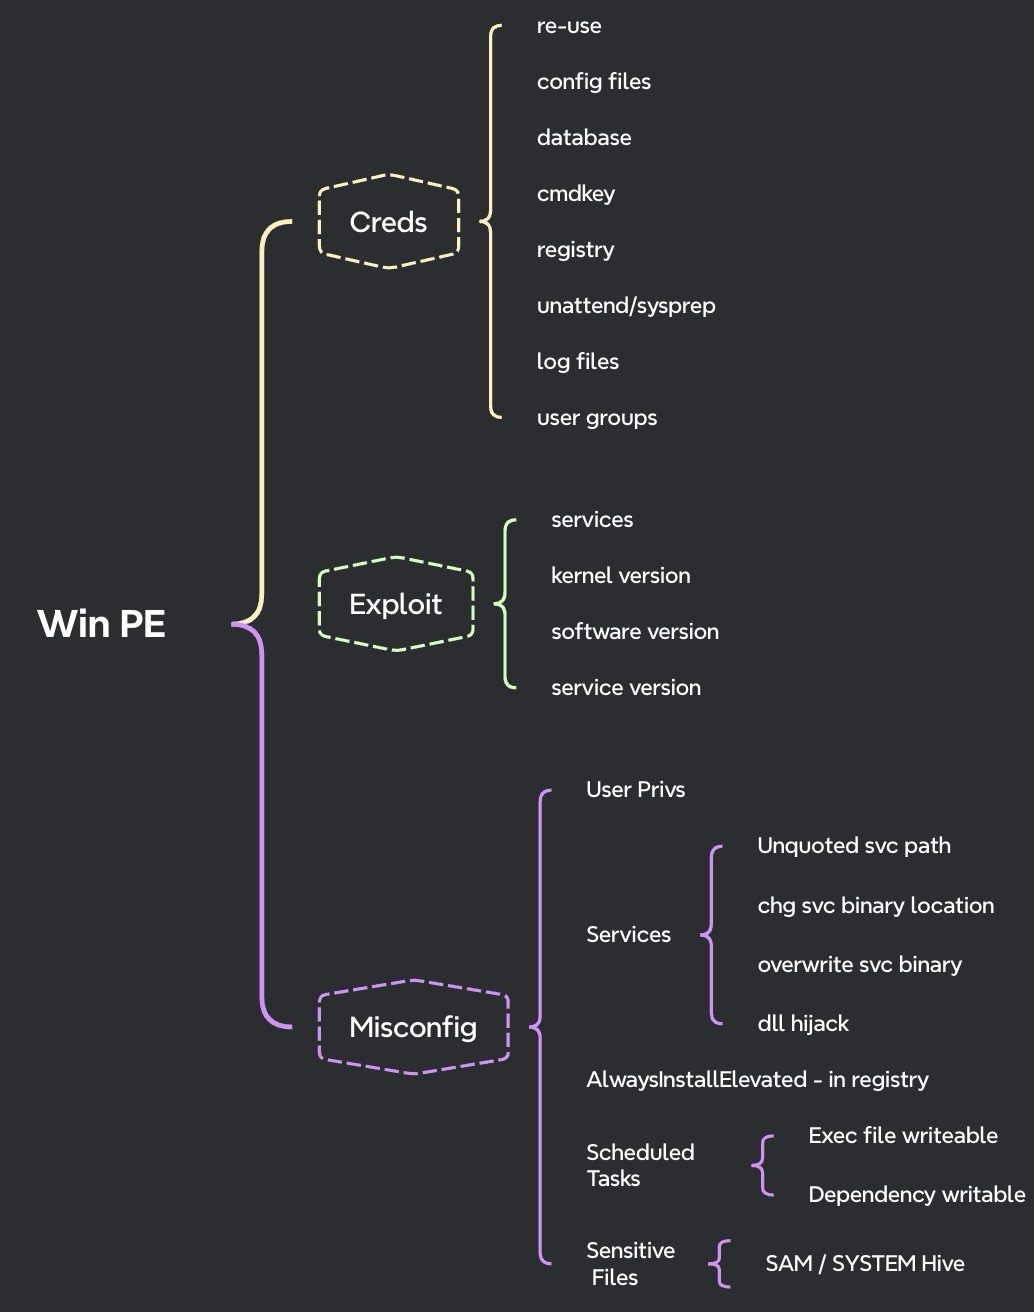 Win PE
Creds
re-use
config files
database
cmdkey
registry
unattend/sysprep
log files
user groups
Exploit
services
kernel version
software version
service version
Misconfig
User Privs
Services
Unquoted svc path
chg svc binary location
overwrite svc binary
dll hijack
AlwaysInstallElevated - in registry
Scheduled
Tasks
Exec file writeable
Dependency writable
Sensitive
Files
SAM / SYSTEM Hive